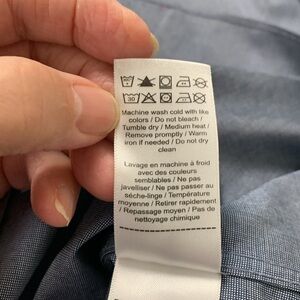 30
Machine wash cold with like
colors / Do not bleach /
Tumble dry / Medium heat /
Remove promptly / Warm
iron if needed / Do not dry
clean
Lavage en machine à froid
avec des couleurs
semblables / Ne pas
javelliser / Ne pas passer au
séche-linge / Température
moyenne / Retirer rapidement
/ Repassage moyen / Pas de
nettoyage chimique